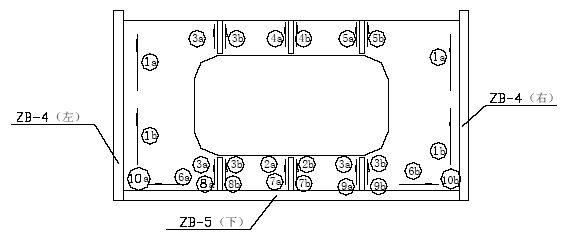 3a 3b 4a 4b 5a 5b
1a 1a
ZB-4（左） ZB-4（右）
1b 1b
3a 3b 2a 2b 3a 3b
10a 6a 8a 8b 7a 7b 9a 9b 6b 10b
ZB-5（下）